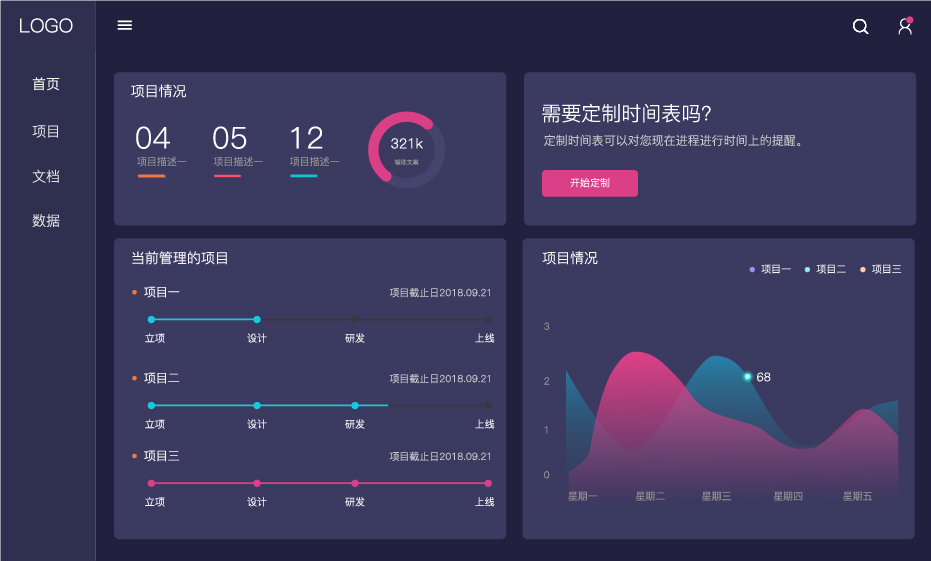 LOGO
首页
项目
文档
数据
项目情况
04 05 12
项目描述一 项目描述一 项目描述一
321k
辅助文案
需要定制时间表吗?
定制时间表可以对您现在进程进行时间上的提醒。
开始定制
当前管理的项目
项目一 项目截止日2018.09.21
立项 设计 研发 上线
项目二 项目截止日2018.09.21
立项 设计 研发 上线
项目三 项目截止日2018.09.21
立项 设计 研发 上线
项目情况
项目一 项目二 项目三
3
2
1
0
68
星期一 星期二 星期三 星期四 星期五